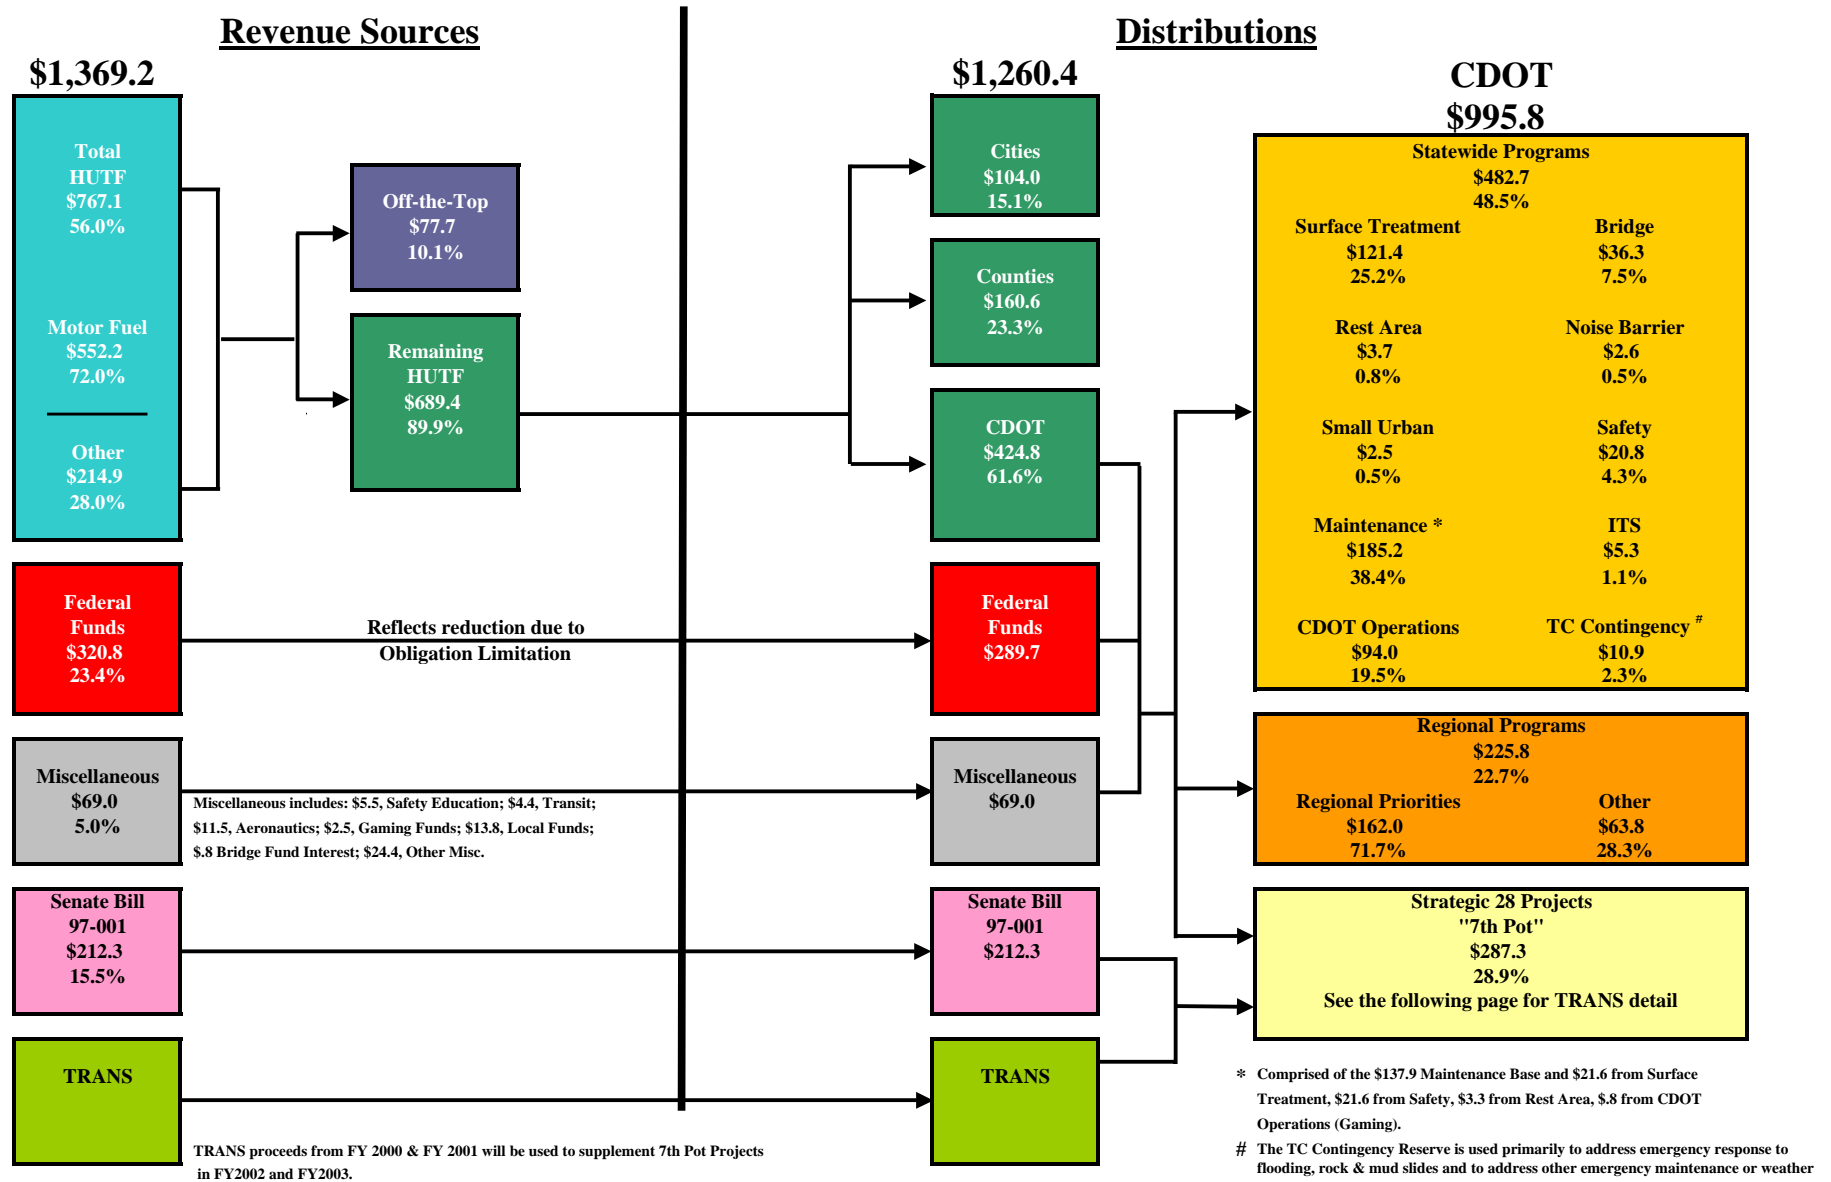 Revenue Sources
Distributions
$1,369.2
$1,260.4
CDOT
$995.8
Total
HUTF
$767.1
56.0%
Motor Fuel
$552.2
72.0%
Other
$214.9
28.0%
Off-the-Top
$77.7
10.1%
Remaining
HUTF
$689.4
89.9%
Cities
$104.0
15.1%
Counties
$160.6
23.3%
CDOT
$424.8
61.6%
Statewide Programs
$482.7
48.5%
Surface Treatment
$121.4
25.2%
Bridge
$36.3
7.5%
Rest Area
$3.7
0.8%
Noise Barrier
$2.6
0.5%
Small Urban
$2.5
0.5%
Safety
$20.8
4.3%
Maintenance *
$185.2
38.4%
ITS
$5.3
1.1%
CDOT Operations
$94.0
19.5%
TC Contingency #
$10.9
2.3%
Federal
Funds
$320.8
23.4%
Reflects reduction due to
Obligation Limitation
Federal
Funds
$289.7
Miscellaneous
$69.0
5.0%
Miscellaneous includes: $5.5, Safety Education; $4.4, Transit;
$11.5, Aeronautics; $2.5, Gaming Funds; $13.8, Local Funds;
$.8 Bridge Fund Interest; $24.4, Other Misc.
Miscellaneous
$69.0
Regional Programs
$225.8
22.7%
Regional Priorities
$162.0
71.7%
Other
$63.8
28.3%
Senate Bill
97-001
$212.3
15.5%
Senate Bill
97-001
$212.3
Strategic 28 Projects
"7th Pot"
$287.3
28.9%
See the following page for TRANS detail
TRANS
TRANS
TRANS proceeds from FY 2000 & FY 2001 will be used to supplement 7th Pot Projects
in FY2002 and FY2003.
* Comprised of the $137.9 Maintenance Base and $21.6 from Surface
Treatment, $21.6 from Safety, $3.3 from Rest Area, $.8 from CDOT
Operations (Gaming).
# The TC Contingency Reserve is used primarily to address emergency response to
flooding, rock & mud slides and to address other emergency maintenance or weather